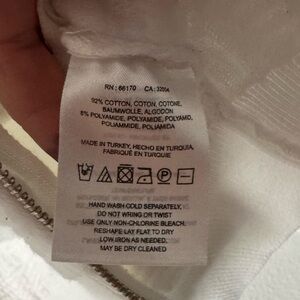 RN: 66170 CA: 32054
92% COTTON, COTON, COTONE,
BAUMWOLLE, ALGODON
8% POLYAMIDE, POLYAMIDE, POLYAMID,
POLIAMMIDE, POLIAMIDA
MADE IN TURKEY, HECHO EN TURQUIA,
FABRIQUÉ EN TURQUIE
HAND WASH COLD SEPARATELY,
DO NOT WRING OR TWIST
USE ONLY NON-CHLORINE BLEACH,
RESHAPE LAY FLAT TO DRY
LOW IRON AS NEEDED,
MAY BE DRY CLEANED